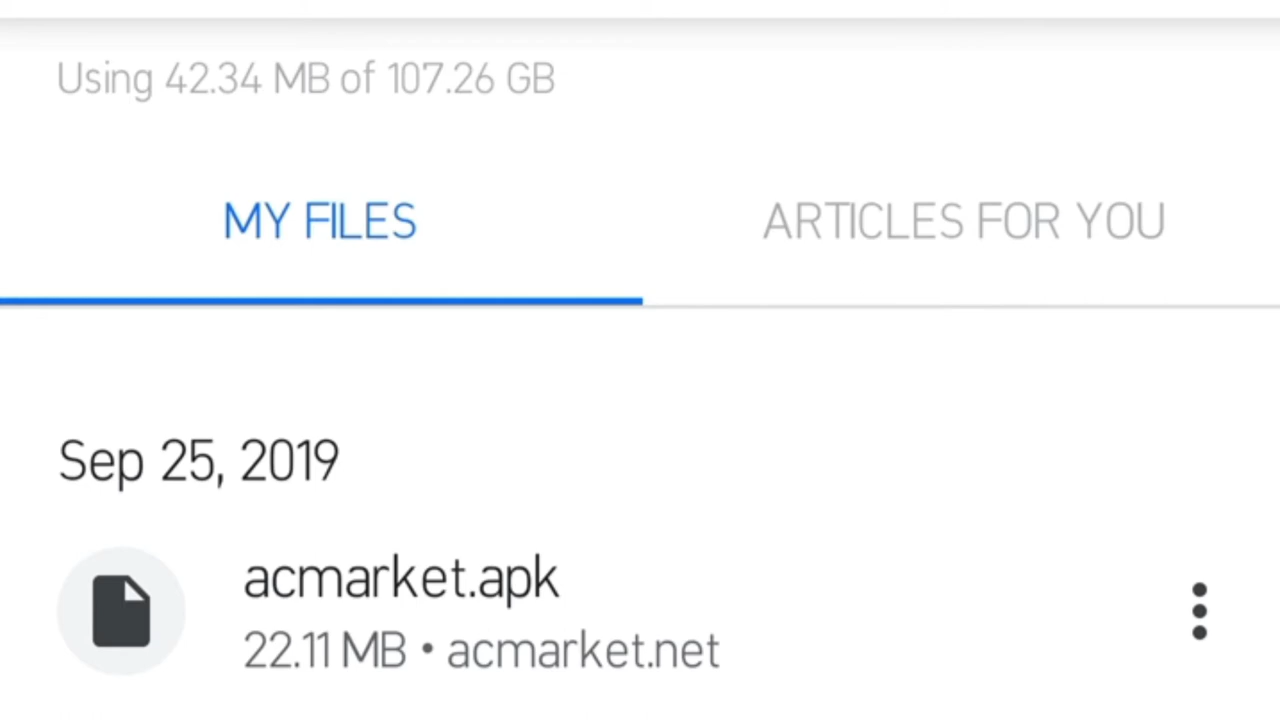 Using 42.34 MB of 107.26 GB
MY FILES
ARTICLES FOR YOU
Sep 25, 2019
acmarket.apk
22.11 MB • acmarket.net